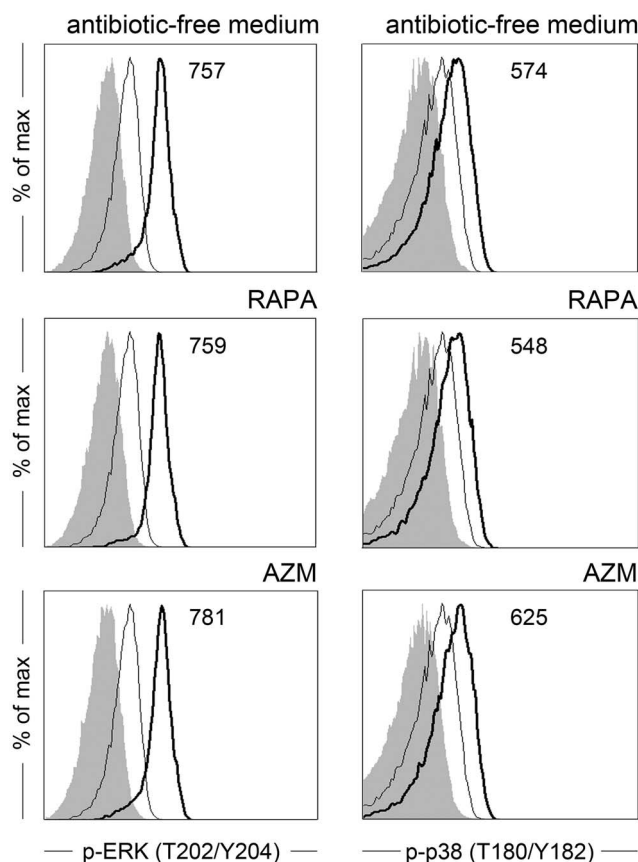 antibiotic-free medium
antibiotic-free medium
757
574
% of max
RAPA
RAPA
759
548
% of max
AZM
AZM
781
625
% of max
p-ERK (T202/Y204)
p-p38 (T180/Y182)